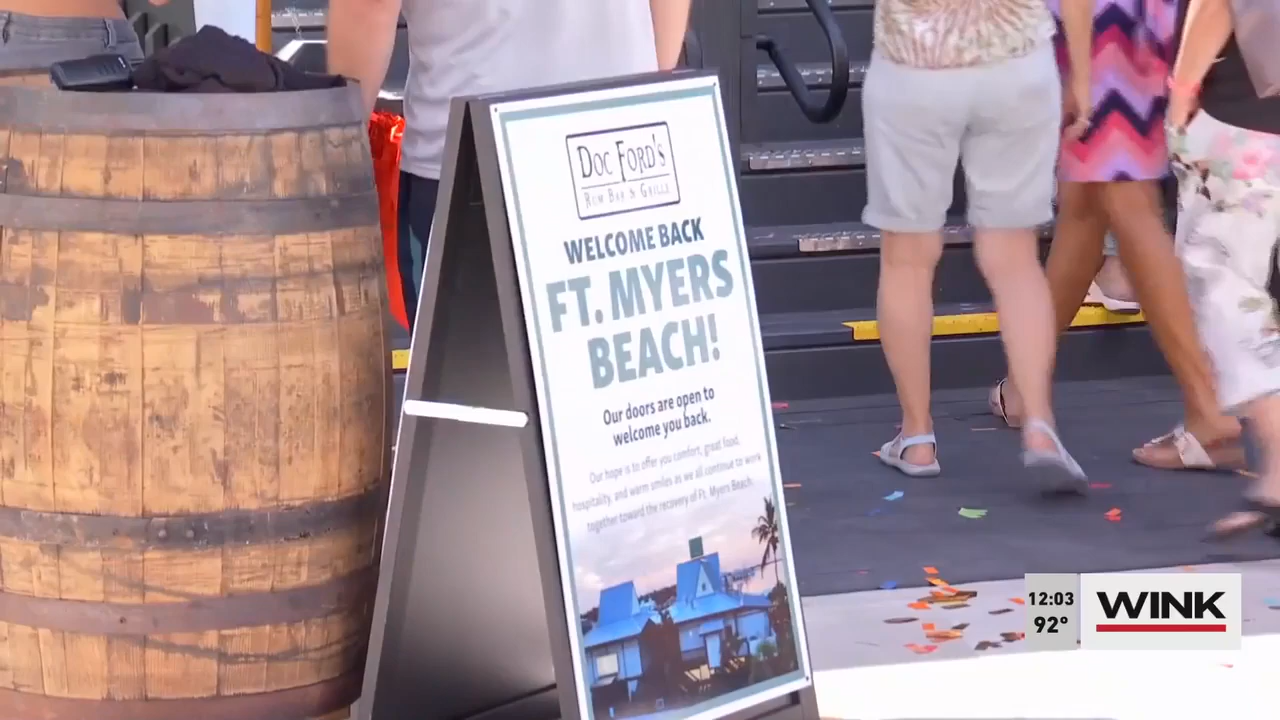 Doc Ford's
Rum Bar & Grille
WELCOME BACK
FT. MYERS
BEACH!
Our doors are open to
welcome you back.
Our hope is to offer you comfort, great food,
hospitality, and warm smiles as we all continue to work
together toward the recovery of Ft. Myers Beach.
12:03
92°
WINK